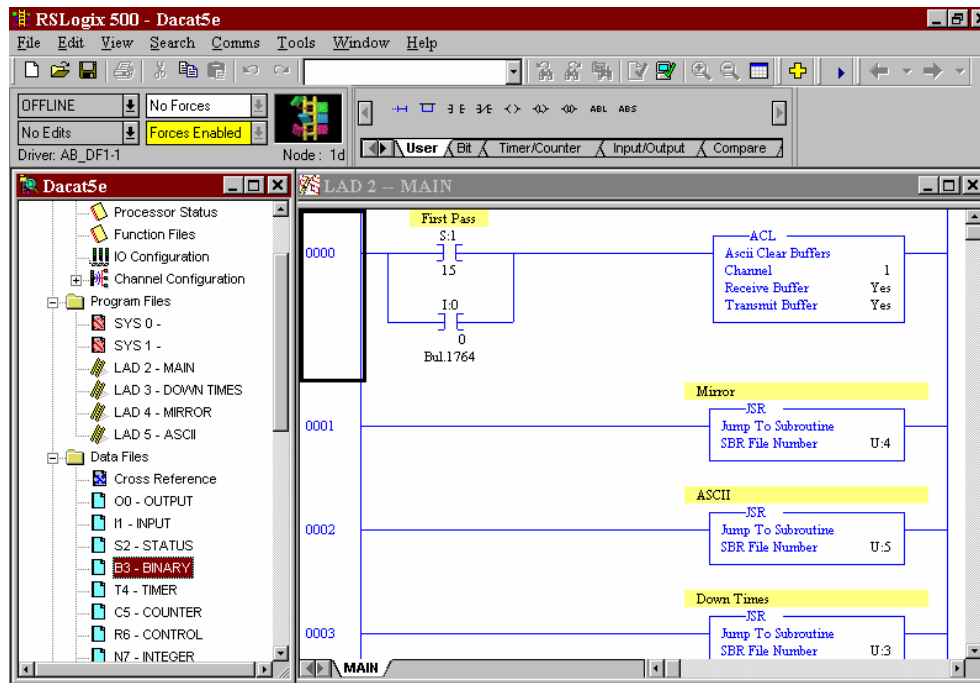 RSLogix 500 - Dacat5e
File Edit View Search Comms Tools Window Help
OFFLINE No Forces
No Edits Forces Enabled
Driver: AB_DF1-1 Node : 1d
ABL ABS
User Bit Timer/Counter Input/Output Compare
Dacat5e
Processor Status
Function Files
IO Configuration
Channel Configuration
Program Files
SYS 0 -
SYS 1 -
LAD 2 - MAIN
LAD 3 - DOWN TIMES
LAD 4 - MIRROR
LAD 5 - ASCII
Data Files
Cross Reference
O0 - OUTPUT
I1 - INPUT
S2 - STATUS
B3 - BINARY
T4 - TIMER
C5 - COUNTER
R6 - CONTROL
N7 - INTEGER
LAD 2 -- MAIN
0000
First Pass
S:1
15
I:0
0
Bul.1764
ACL
Ascii Clear Buffers
Channel 1
Receive Buffer Yes
Transmit Buffer Yes
0001
Mirror
JSR
Jump To Subroutine
SBR File Number U:4
0002
ASCII
JSR
Jump To Subroutine
SBR File Number U:5
0003
Down Times
JSR
Jump To Subroutine
SBR File Number U:3
MAIN